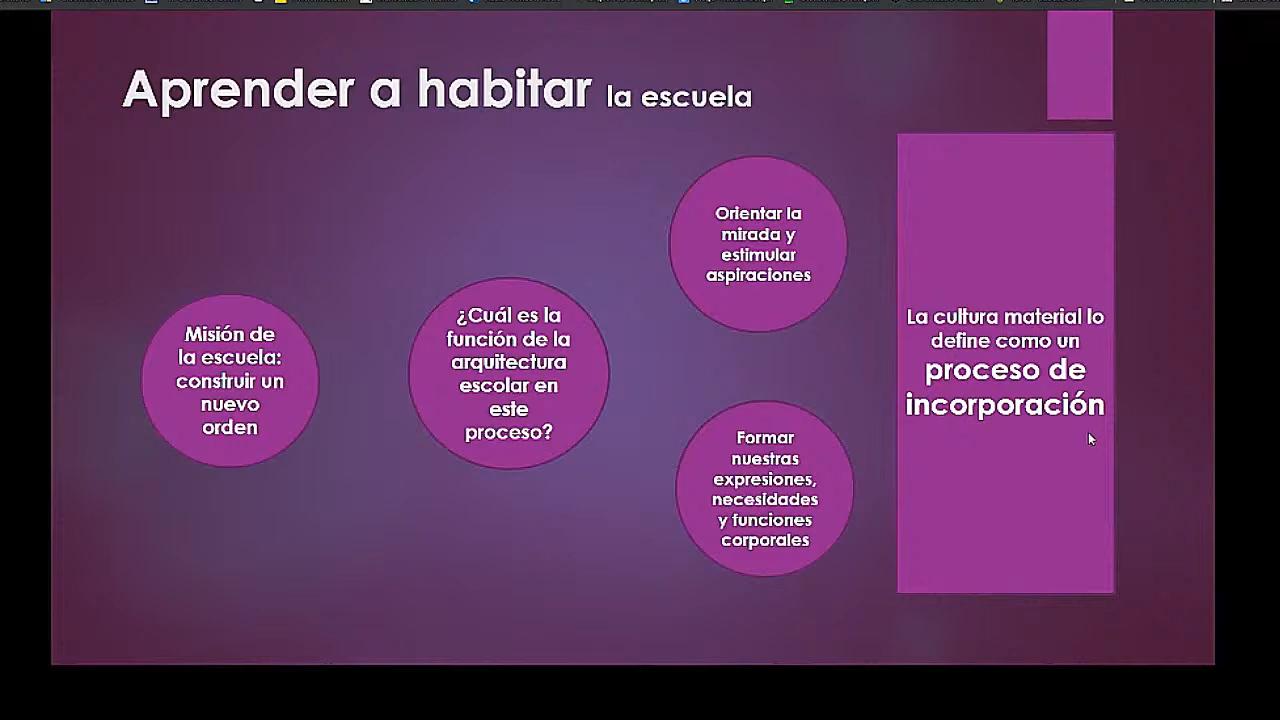 Aprender a habitar la escuela
Misión de
la escuela:
construir un
nuevo
orden
¿Cuál es la
función de la
arquitectura
escolar en
este
proceso?
Orientar la
mirada y
estimular
aspiraciones
Formar
nuestras
expresiones,
necesidades
y funciones
corporales
La cultura material lo
define como un
proceso de
incorporación